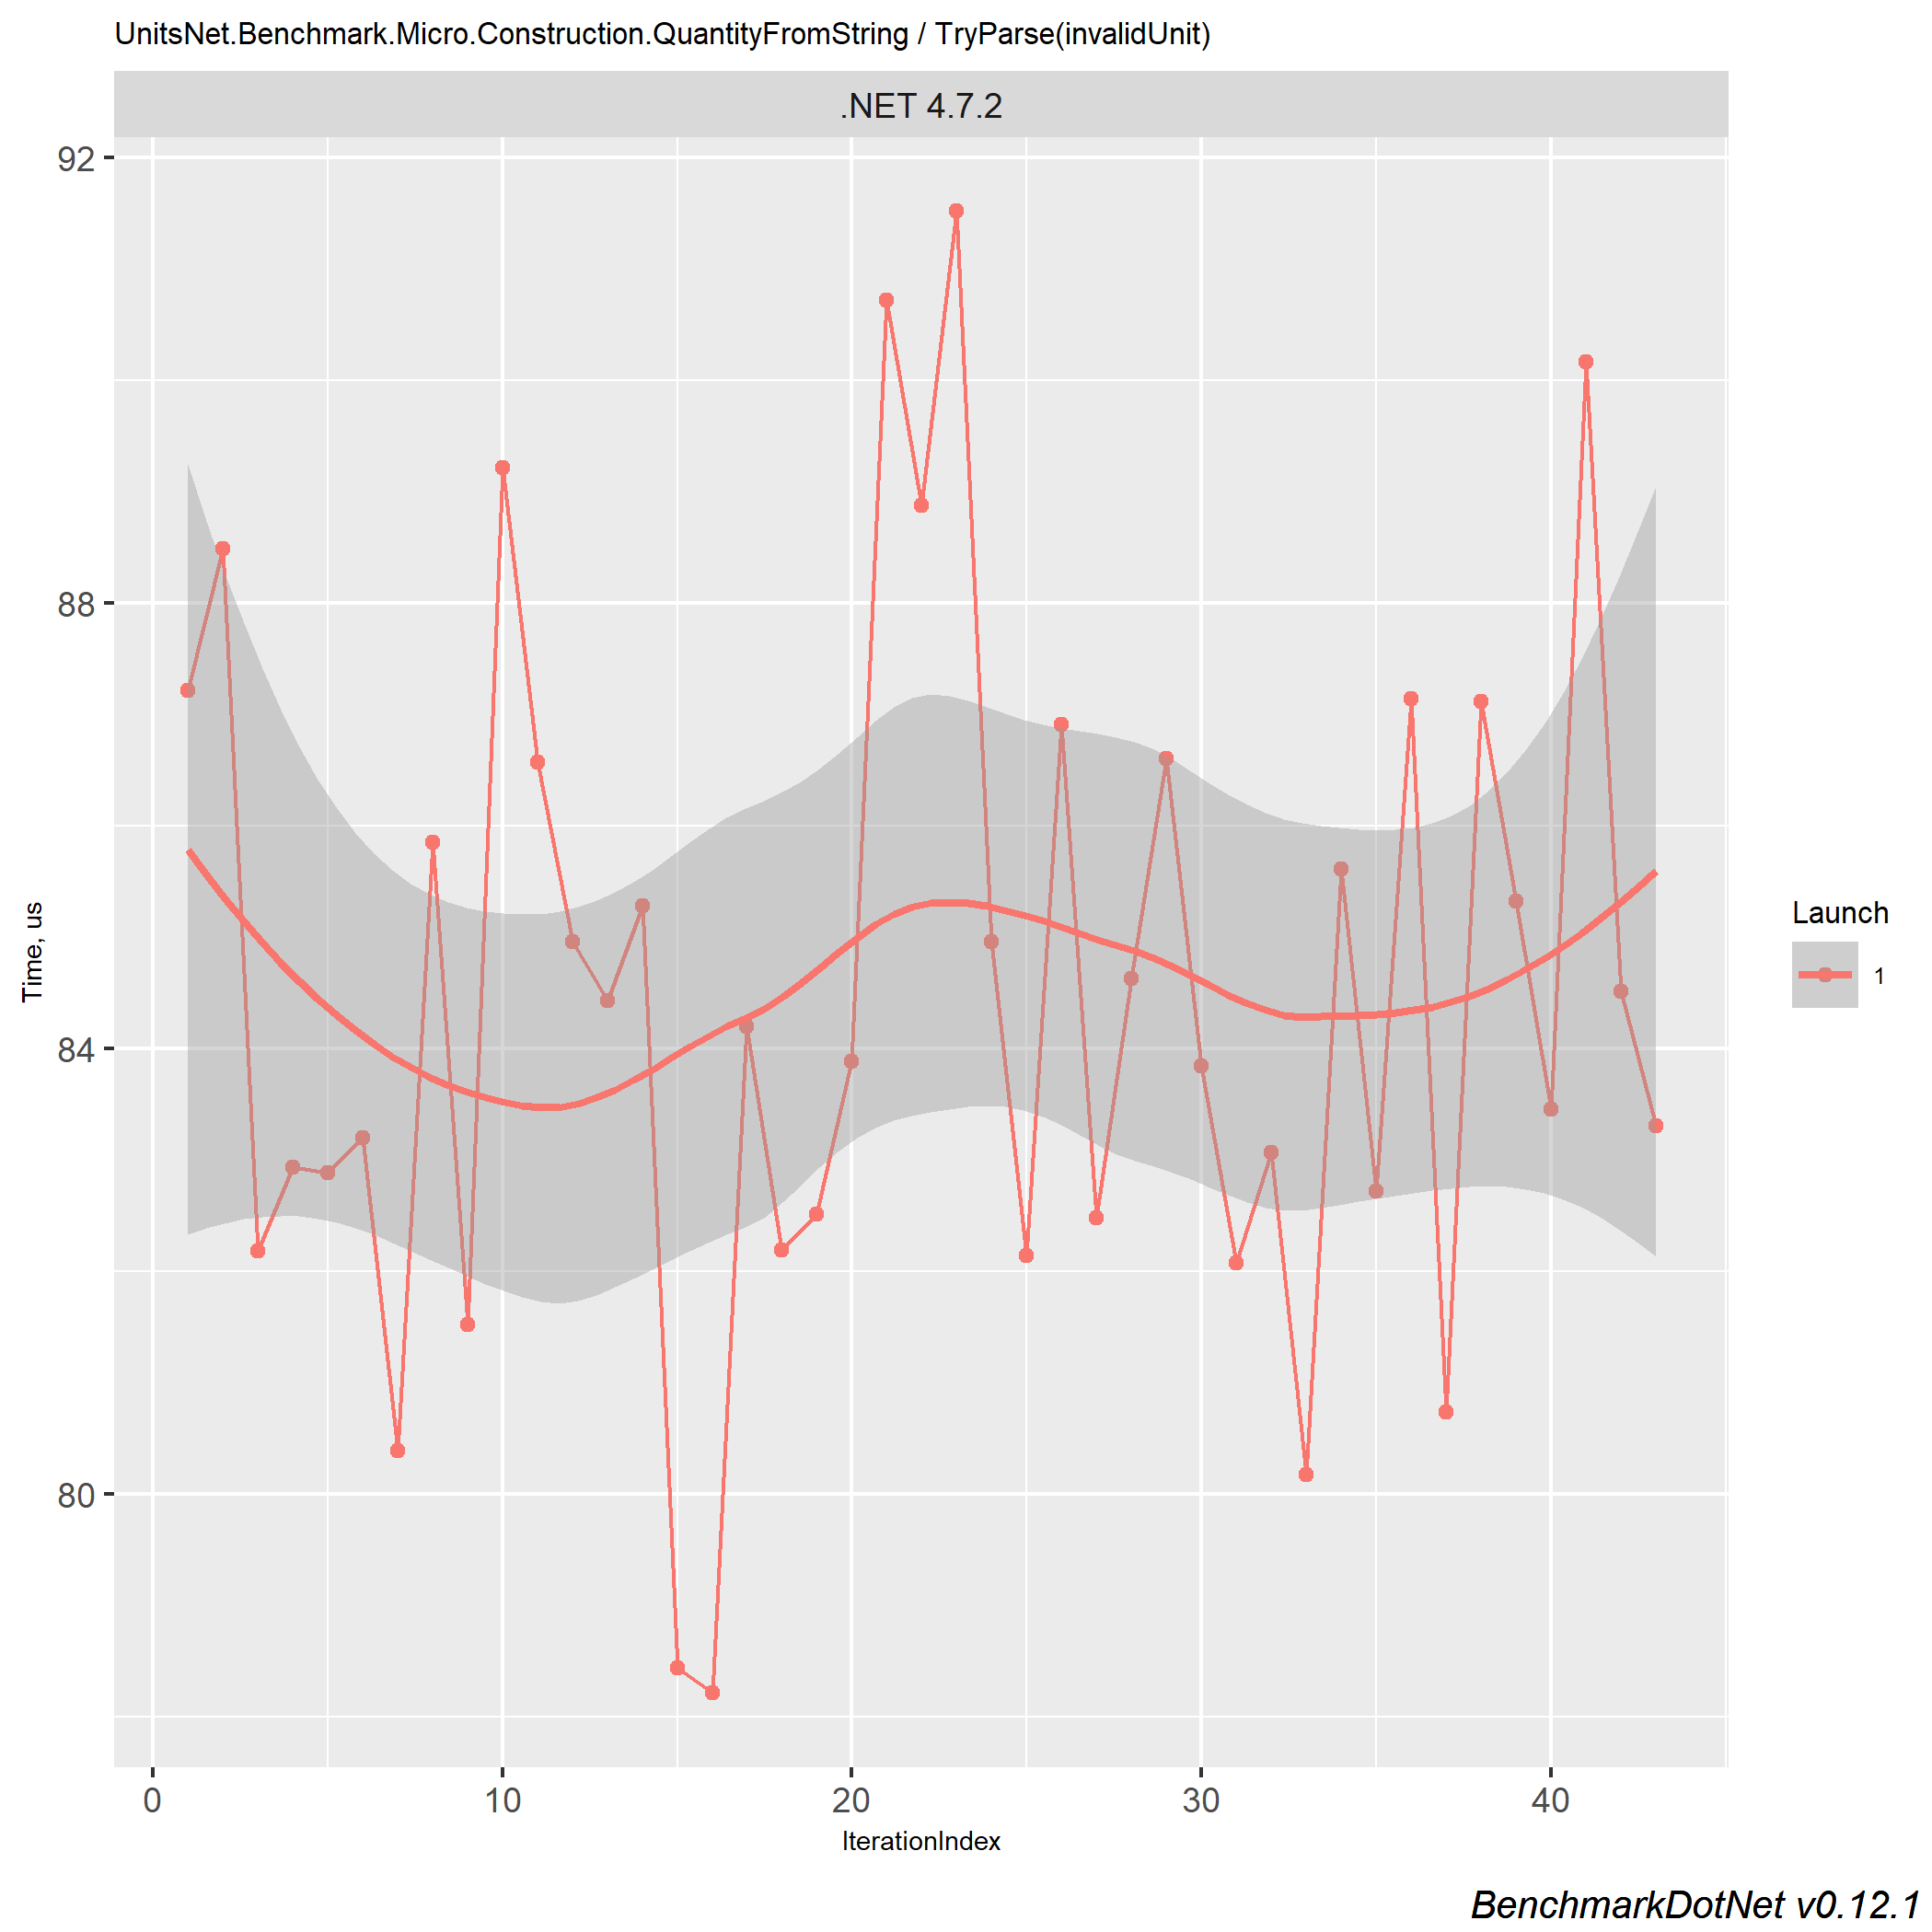 UnitsNet.Benchmark.Micro.Construction.QuantityFromString / TryParse(invalidUnit)
.NET 4.7.2
92
88
84
80
Time, us
0 10 20 30 40
IterationIndex
Launch
1
BenchmarkDotNet v0.12.1